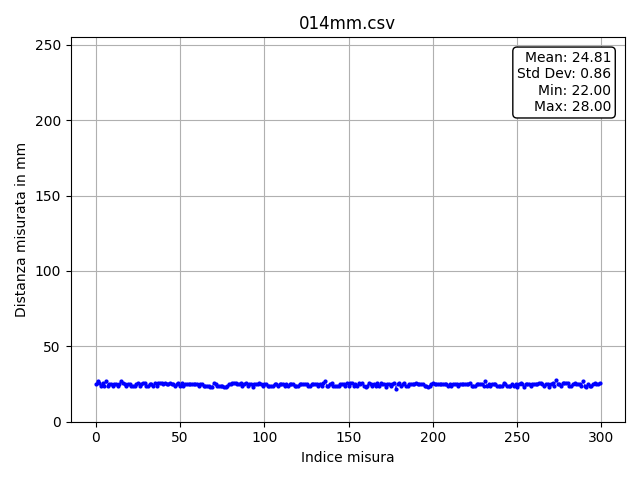 014mm.csv
Mean: 24.81
Std Dev: 0.86
Min: 22.00
Max: 28.00
Distanza misurata in mm
250
200
150
100
50
0
0 50 100 150 200 250 300
Indice misura